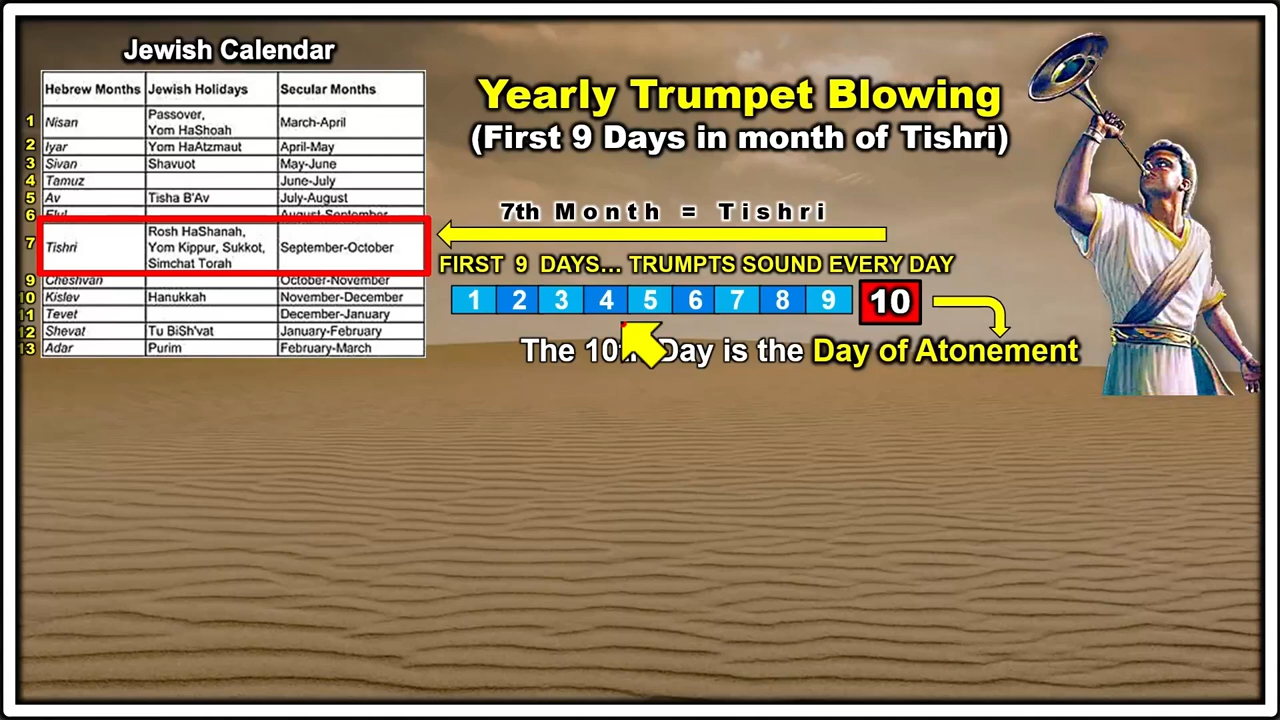 Jewish Calendar
Hebrew Months Jewish Holidays Secular Months
1 Nisan Passover, Yom HaShoah March-April
2 Iyar Yom HaAtzmaut April-May
3 Sivan Shavuot May-June
4 Tamuz June-July
5 Av Tisha B'Av July-August
6 Elul August-September
7 Tishri Rosh HaShanah, Yom Kippur, Sukkot, Simchat Torah September-October
9 Cheshvan October-November
10 Kislev Hanukkah November-December
11 Tevet December-January
12 Shevat Tu BiSh'vat January-February
13 Adar Purim February-March
Yearly Trumpet Blowing
(First 9 Days in month of Tishri)
7th Month = Tishri
FIRST 9 DAYS... TRUMPTS SOUND EVERY DAY
1 2 3 4 5 6 7 8 9 10
The 10th Day is the Day of Atonement